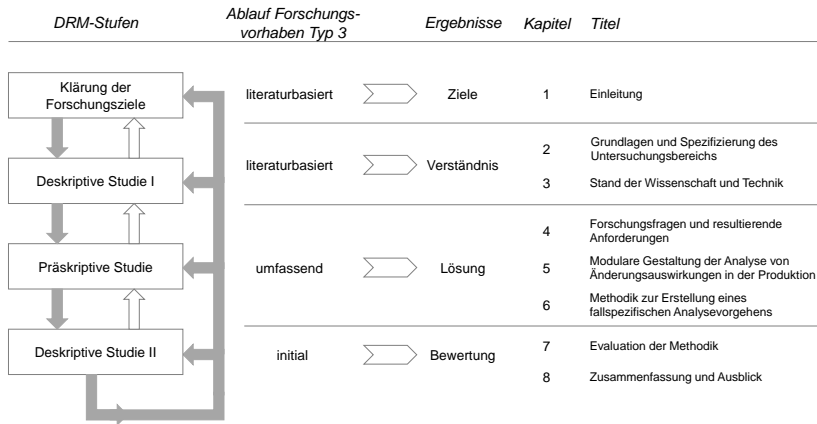 DRM-Stufen
Ablauf Forschungs-
vorhaben Typ 3
Ergebnisse
Kapitel
Titel
Klärung der
Forschungsziele
literaturbasiert
Ziele
1
Einleitung
Deskriptive Studie I
literaturbasiert
Verständnis
2
Grundlagen und Spezifizierung des
Untersuchungsbereichs
3
Stand der Wissenschaft und Technik
Präskriptive Studie
umfassend
Lösung
4
Forschungsfragen und resultierende
Anforderungen
5
Modulare Gestaltung der Analyse von
Änderungsauswirkungen in der Produktion
6
Methodik zur Erstellung eines
fallspezifischen Analysevorgehens
Deskriptive Studie II
initial
Bewertung
7
Evaluation der Methodik
8
Zusammenfassung und Ausblick